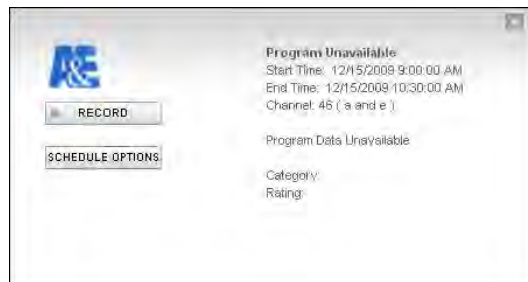 A&E
RECORD
SCHEDULE OPTIONS
Program Unavailable
Start Time: 12/15/2009 9:00:00 AM
End Time: 12/15/2009 10:30:00 AM
Channel: 46 ( a and e )
Program Data Unavailable
Category:
Rating: